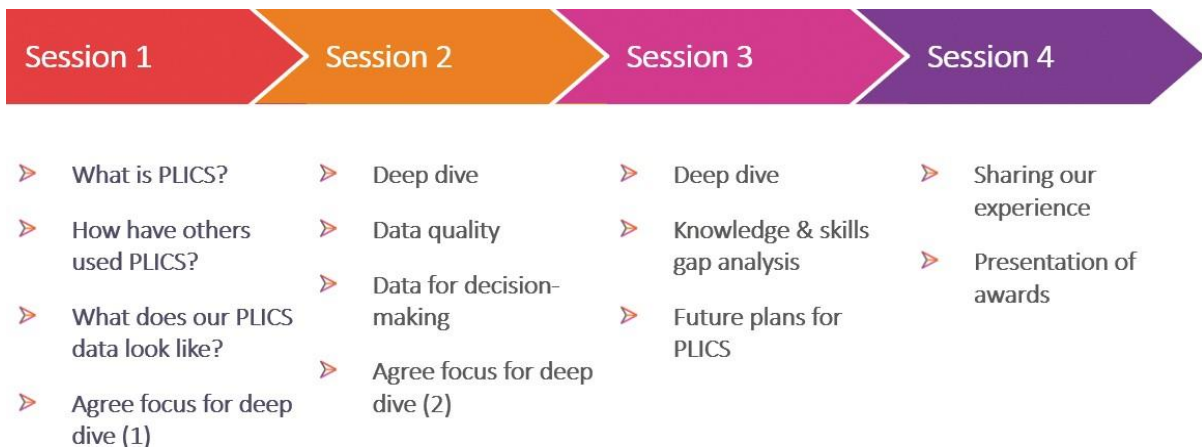 Session 1
Session 2
Session 3
Session 4
What is PLICS?
How have others
used PLICS?
What does our PLICS
data look like?
Agree focus for deep
dive (1)
Deep dive
Data quality
Data for decision-
making
Agree focus for deep
dive (2)
Deep dive
Knowledge & skills
gap analysis
Future plans for
PLICS
Sharing our
experience
Presentation of
awards